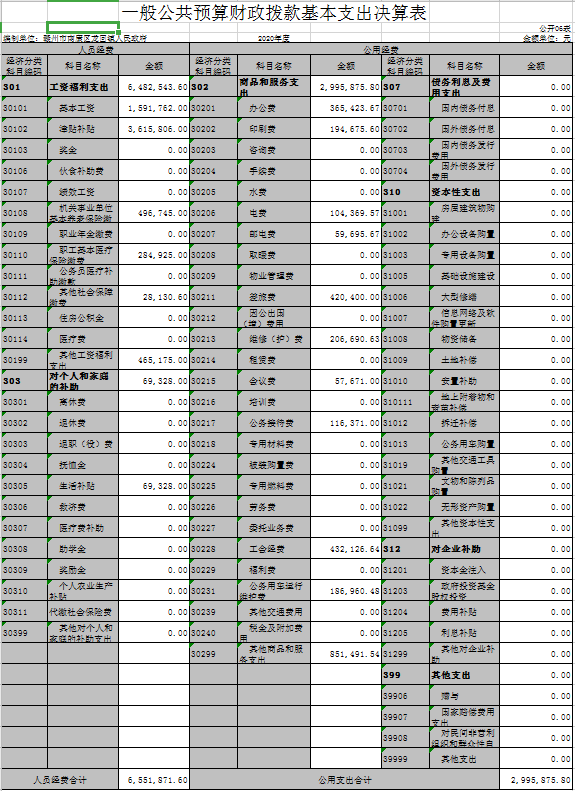 一般公共预算财政拨款基本支出决算表
公开06表
编制单位：赣州市南康区龙回镇人民政府 2020年度 金额单位：元
人员经费 公用经费
经济分类科目编码 科目名称 金额 经济分类科目编码 科目名称 金额 经济分类科目编码 科目名称 金额
301 工资福利支出 6,482,543.60 302 商品和服务支出 2,995,875.80 307 债务利息及费用支出 0.00
30101 基本工资 1,591,762.00 30201 办公费 365,423.67 30701 国内债务付息 0.00
30102 津贴补贴 3,615,806.00 30202 印刷费 194,675.60 30702 国外债务付息 0.00
30103 奖金 0.00 30203 咨询费 0.00 30703 国内债务发行费用 0.00
30106 伙食补助费 0.00 30204 手续费 0.00 30704 国外债务发行费用 0.00
30107 绩效工资 0.00 30205 水费 0.00 310 资本性支出 0.00
30108 机关事业单位基本养老保险缴 496,745.00 30206 电费 104,369.57 31001 房屋建筑物购建 0.00
30109 职业年金缴费 0.00 30207 邮电费 59,695.67 31002 办公设备购置 0.00
30110 职工基本医疗保险缴费 284,925.00 30208 取暖费 0.00 31003 专用设备购置 0.00
30111 公务员医疗补助缴款 0.00 30209 物业管理费 0.00 31005 基础设施建设 0.00
30112 其他社会保障缴费 28,130.60 30211 差旅费 420,400.00 31006 大型修缮 0.00
30113 住房公积金 0.00 30212 因公出国（境）费用 0.00 31007 信息网络及软件购置更新 0.00
30114 医疗费 0.00 30213 维修（护）费 206,690.63 31008 物资储备 0.00
30199 其他工资福利支出 465,175.00 30214 租赁费 0.00 31009 土地补偿 0.00
303 对个人和家庭的补助 69,328.00 30215 会议费 57,671.00 31010 安置补助 0.00
30301 离休费 0.00 30216 培训费 0.00 310111 地上附着物和青苗补偿 0.00
30302 退休费 0.00 30217 公务接待费 116,371.00 31012 拆迁补偿 0.00
30303 退职（役）费 0.00 30218 专用材料费 0.00 31013 公务用车购置 0.00
30304 抚恤金 0.00 30224 被装购置费 0.00 31019 其他交通工具购置 0.00
30305 生活补贴 69,328.00 30225 专用燃料费 0.00 31021 文物和陈列品购置 0.00
30306 救济费 0.00 30226 劳务费 0.00 31022 无形资产购置 0.00
30307 医疗费补助 0.00 30227 委托业务费 0.00 31099 其他资本性支出 0.00
30308 助学金 0.00 30228 工会经费 432,126.64 312 对企业补助 0.00
30309 奖励金 0.00 30229 福利费 0.00 31201 资本金注入 0.00
30310 个人农业生产补贴 0.00 30231 公务用车运行维护费 186,960.48 31203 政府投资基金股权投资 0.00
30311 代缴社会保险费 0.00 30239 其他交通费用 0.00 31204 费用补贴 0.00
30399 其他对个人和家庭的补助支出 0.00 30240 税金及附加费用 0.00 31205 利息补贴 0.00
30299 其他商品和服务支出 851,491.54 31299 其他对企业补助 0.00
399 其他支出 0.00
39906 赠与 0.00
39907 国家赔偿费用支出 0.00
39908 对民间非营利组织和群众性自 0.00
39999 其他支出 0.00
人员经费合计 6,551,871.60 公用支出合计 2,995,875.80